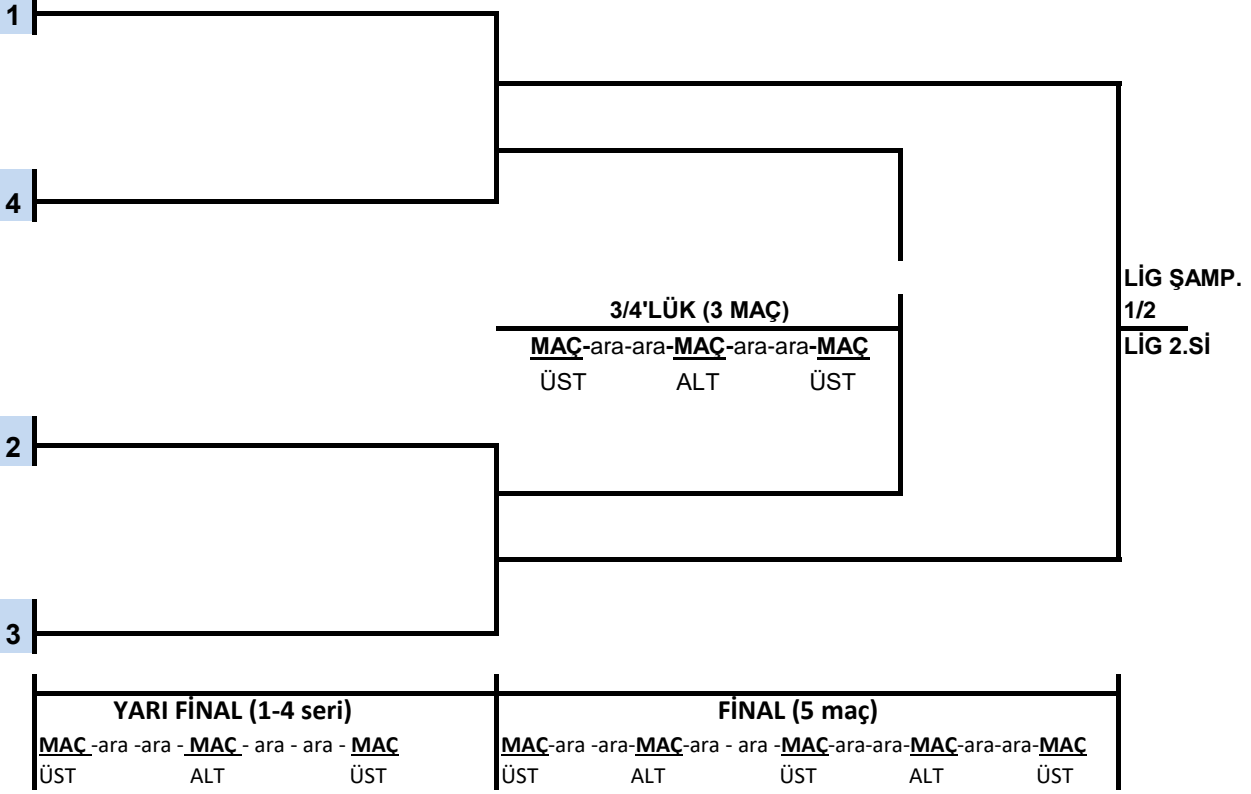 1
4
LİG ŞAMP.
3/4'LÜK (3 MAÇ) 1/2
MAÇ-ara-ara-MAÇ-ara-ara-MAÇ LİG 2.Sİ
ÜST ALT ÜST
2
3
YARI FİNAL (1-4 seri) FİNAL (5 maç)
MAÇ -ara -ara - MAÇ - ara - ara - MAÇ MAÇ-ara -ara-MAÇ-ara - ara -MAÇ-ara-ara-MAÇ-ara-ara-MAÇ
ÜST ALT ÜST ÜST ALT ÜST ALT ÜST